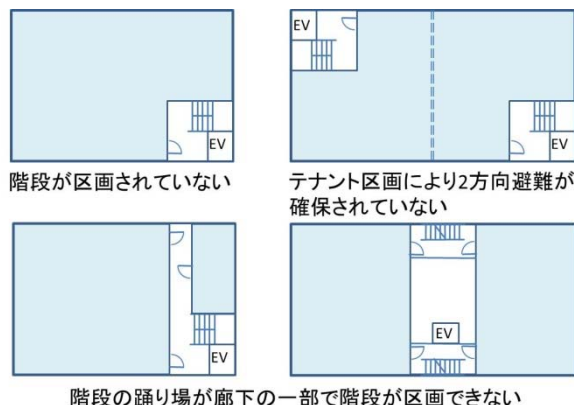 EV
EV
EV
階段が区画されていない
テナント区画により2方向避難が
確保されていない
EV
EV
階段の踊り場が廊下の一部で階段が区画できない